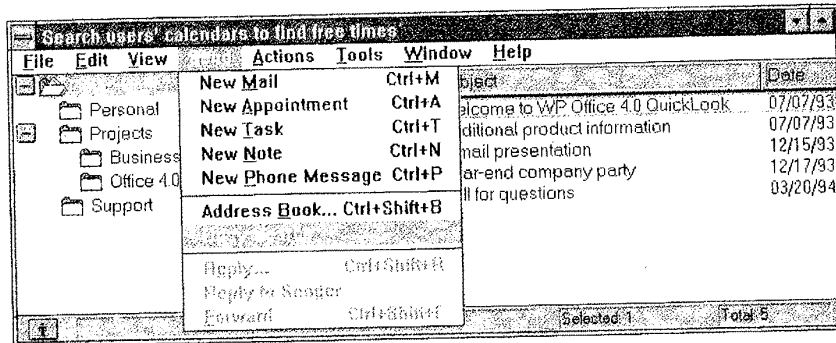 Search users' calendars to find free times
File Edit View Actions Tools Window Help
New Mail Ctrl+M
New Appointment Ctrl+A
New Task Ctrl+T
New Note Ctrl+N
New Phone Message Ctrl+P
Address Book... Ctrl+Shift+B
Reply... Ctrl+Shift+R
Reply to Sender
Forward Ctrl+Shift+F
Personal
Projects
Business
Office 4.0
Support
bject Date
elcome to WP Office 4.0 QuickLook 07/07/93
ditional product information 07/07/93
mail presentation 12/15/93
ar-end company party 12/17/93
ll for questions 03/20/94
Selected 1 Total 5